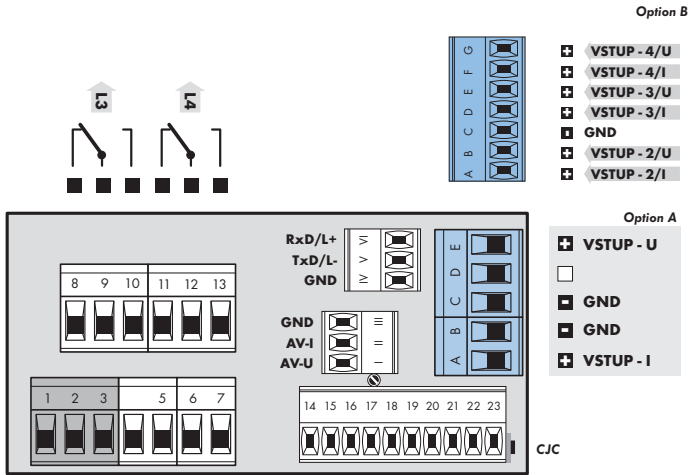 Option B
G
F
E
D
C
B
A
VSTUP - 4/U
VSTUP - 4/I
VSTUP - 3/U
VSTUP - 3/I
GND
VSTUP - 2/U
VSTUP - 2/I
L3 L4
Option A
VSTUP - U
GND
GND
VSTUP - I
RxD/L+ VI
TxD/L- V
GND IV
GND III
AV-I II
AV-U I
E
D
C
B
A
8 9 10 11 12 13
1 2 3 5 6 7
14 15 16 17 18 19 20 21 22 23
CJC